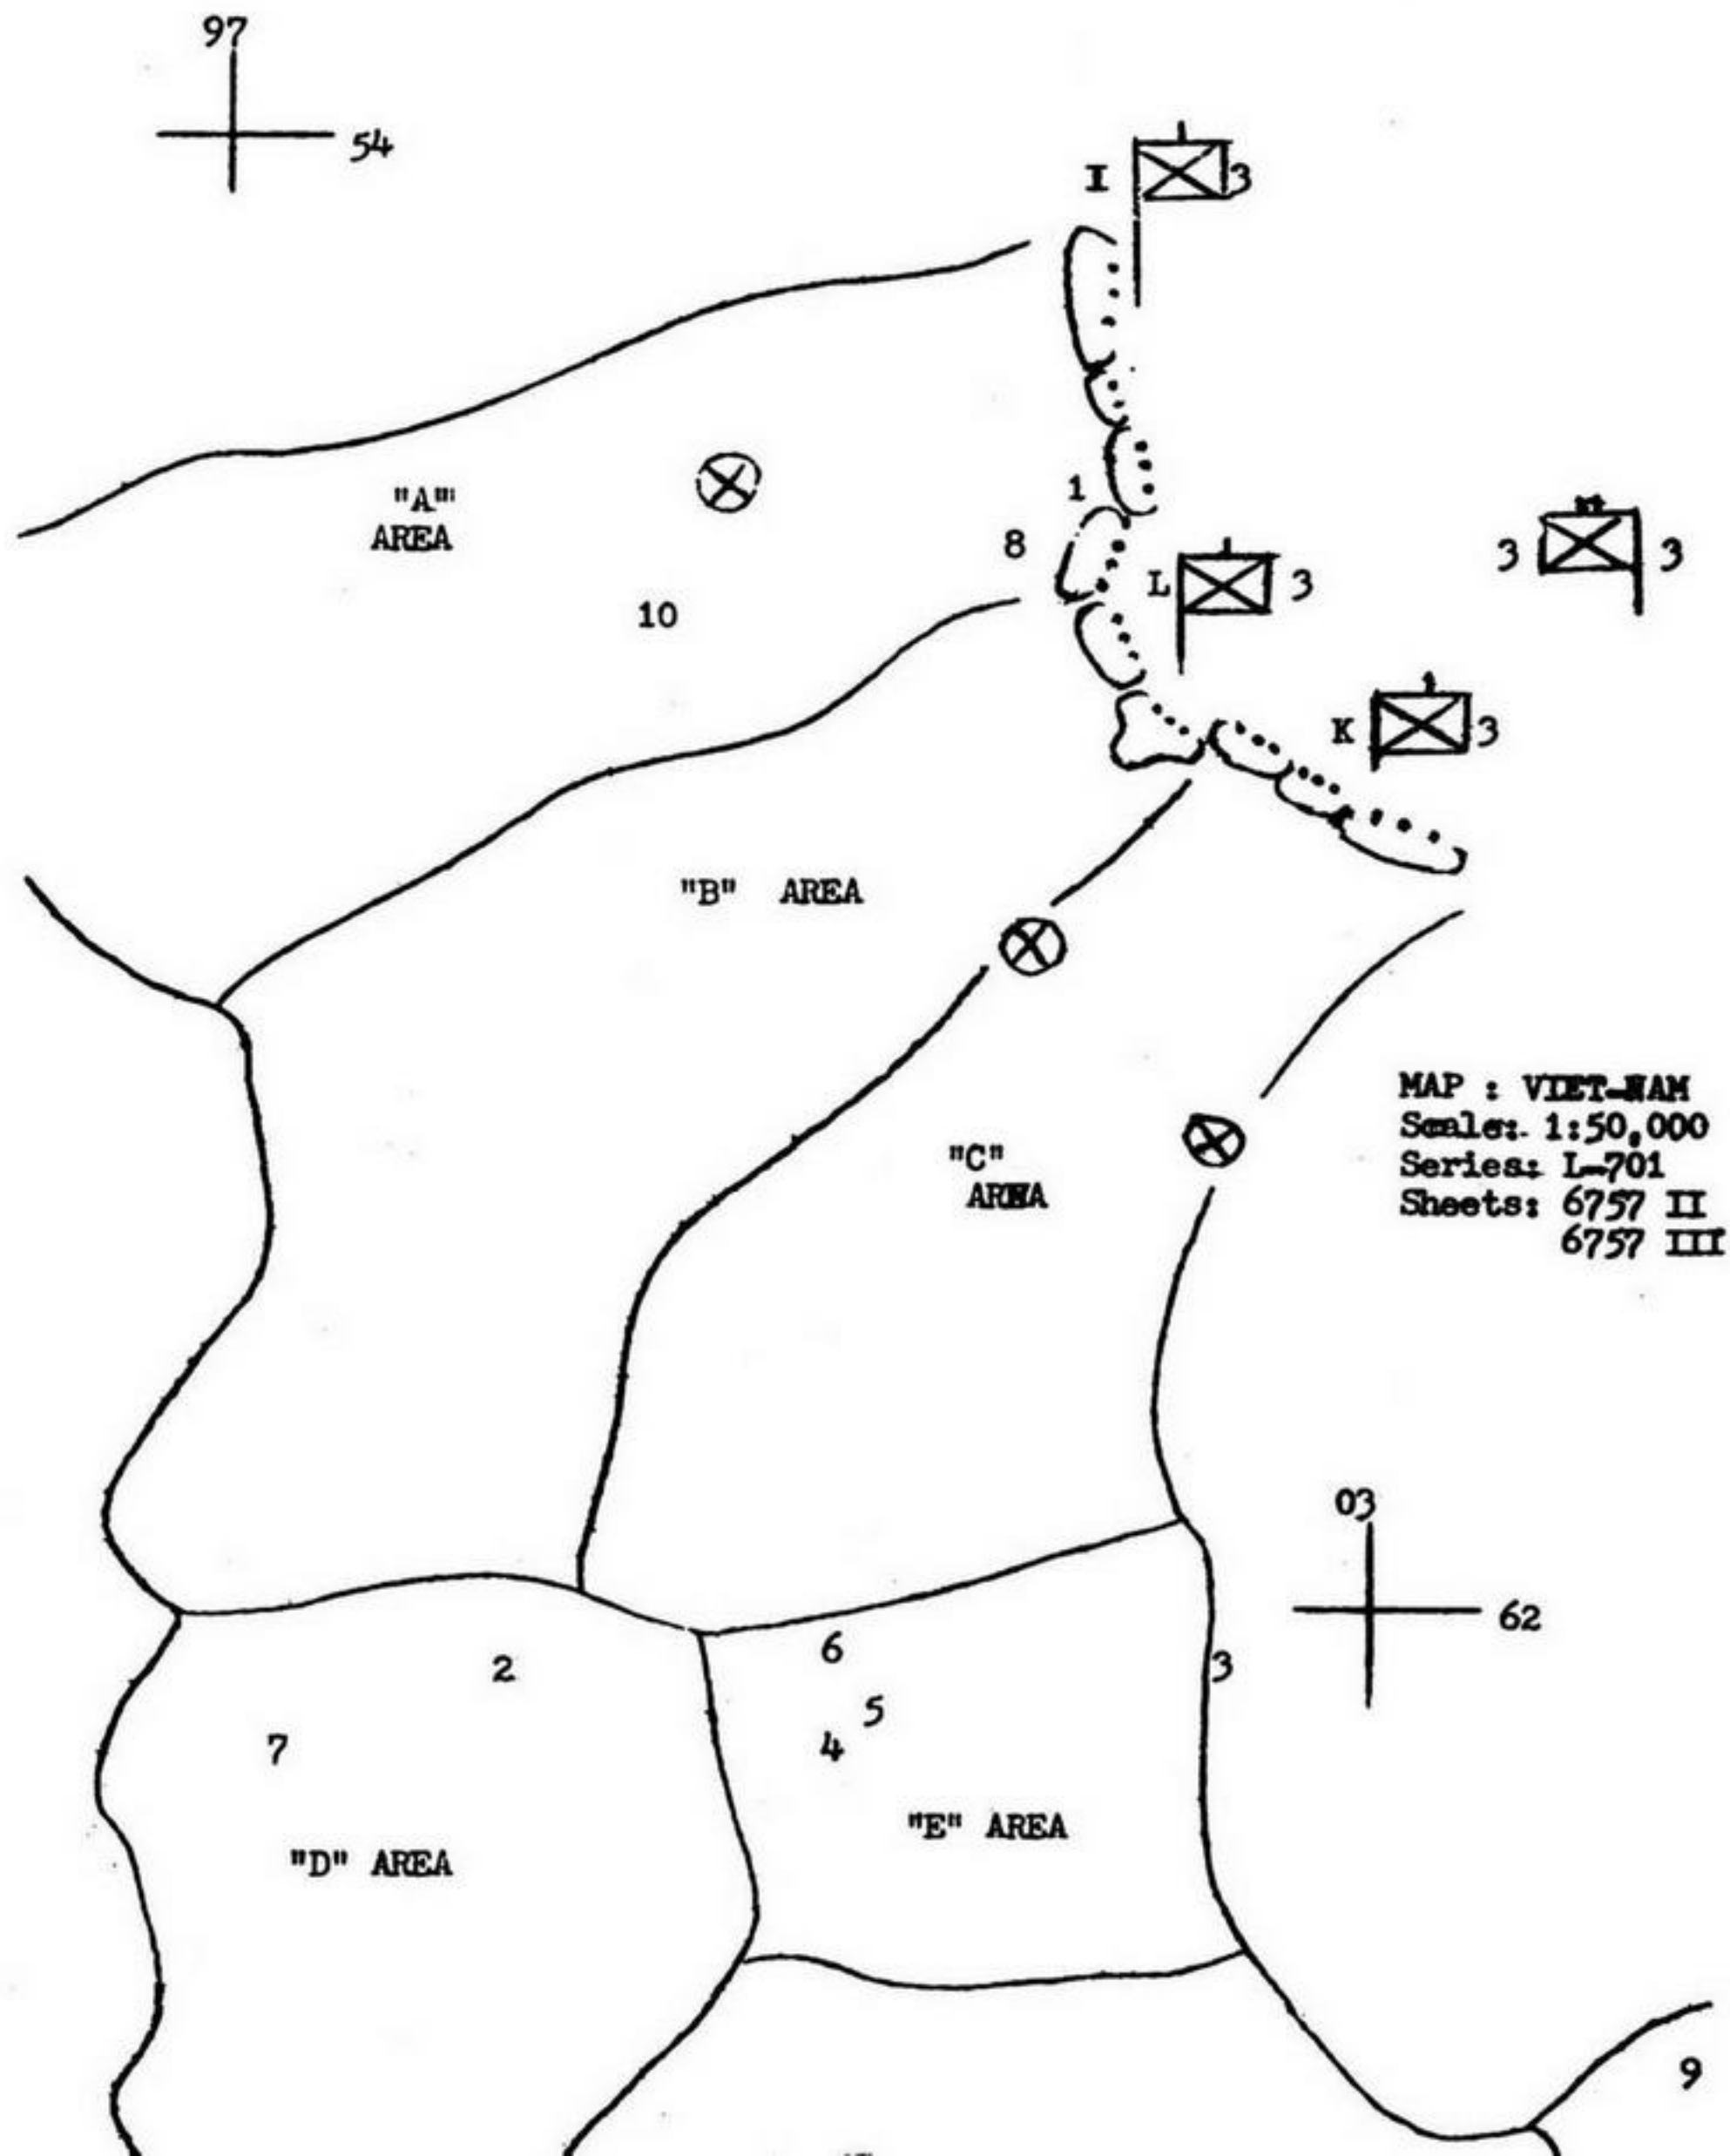 97
54
I 3
"A""
AREA
1
8
3 3
L 3
10
K 3
"B" AREA
MAP : VIET-NAM
Scale: 1:50,000
Series: L-701
Sheets: 6757 II
6757 III
"C"
AREA
03
62
2
6
3
5
7
4
"E" AREA
"D" AREA
9